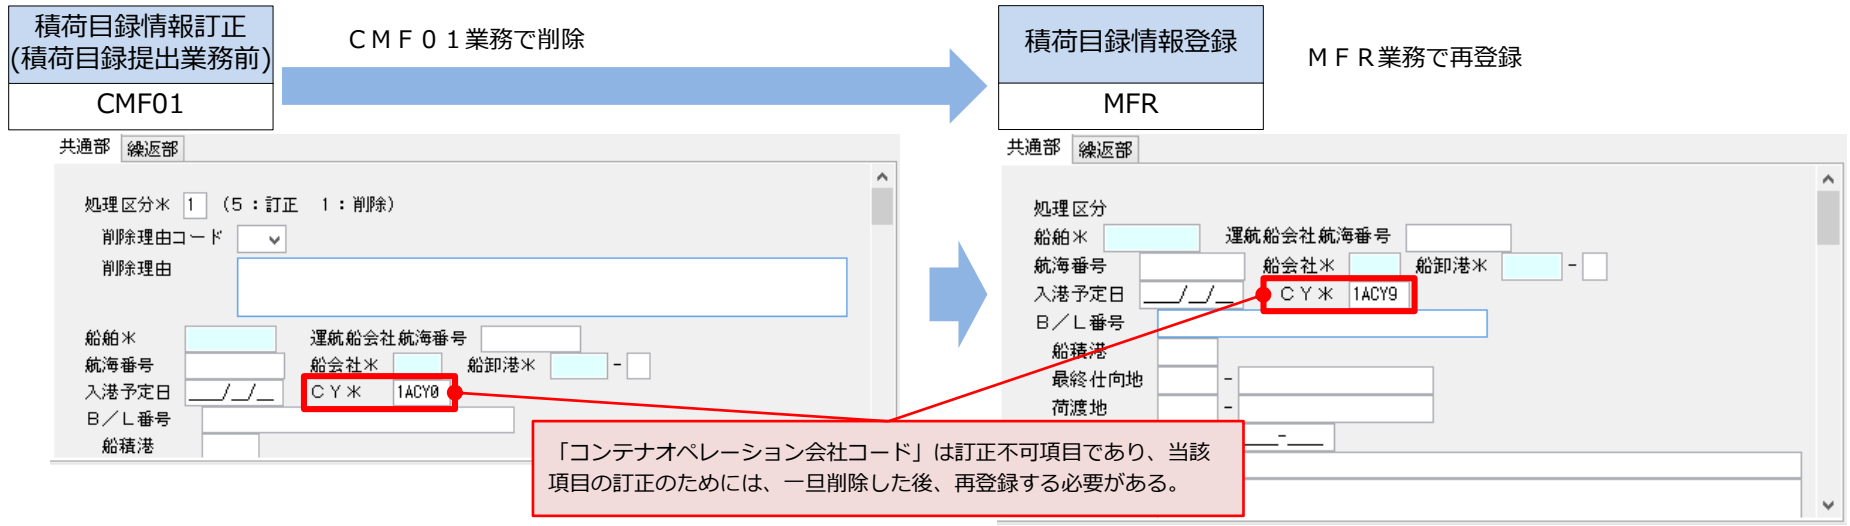 積荷目録情報訂正
(積荷目録提出業務前)
CMF01
ＣＭＦ０１業務で削除
積荷目録情報登録
MFR
ＭＦＲ業務で再登録
共通部 繰返部
処理区分＊ 1 （５：訂正　１：削除）
削除理由コード
削除理由
船舶＊ 運航船会社航海番号
航海番号 船会社＊ 船卸港＊ -
入港予定日 ___/_/__ ＣＹ＊ 1ACY0
Ｂ／Ｌ番号
船積港
共通部 繰返部
処理区分
船舶＊ 運航船会社航海番号
航海番号 船会社＊ 船卸港＊ -
入港予定日 ___/_/__ ＣＹ＊ 1ACY9
Ｂ／Ｌ番号
船積港
最終仕向地 -
荷渡地 -
___-___
「コンテナオペレーション会社コード」は訂正不可項目であり、当該
項目の訂正のためには、一旦削除した後、再登録する必要がある。